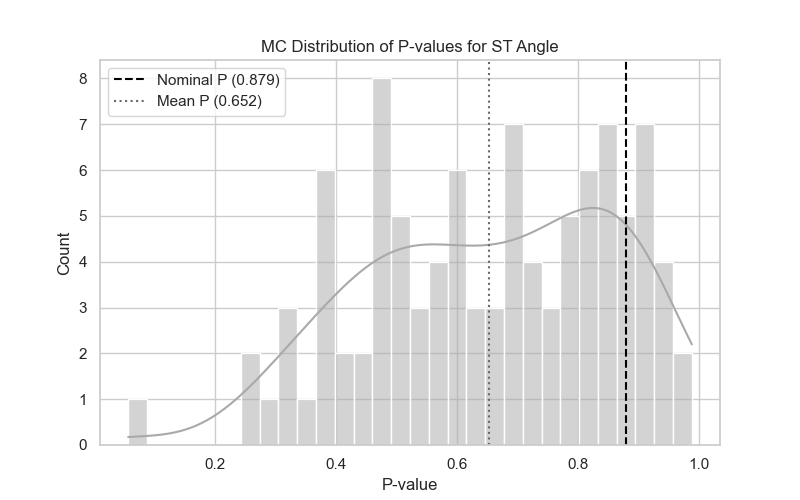 MC Distribution of P-values for ST Angle
Nominal P (0.879)
Mean P (0.652)
Count
8
7
6
5
4
3
2
1
0
0.2 0.4 0.6 0.8 1.0
P-value